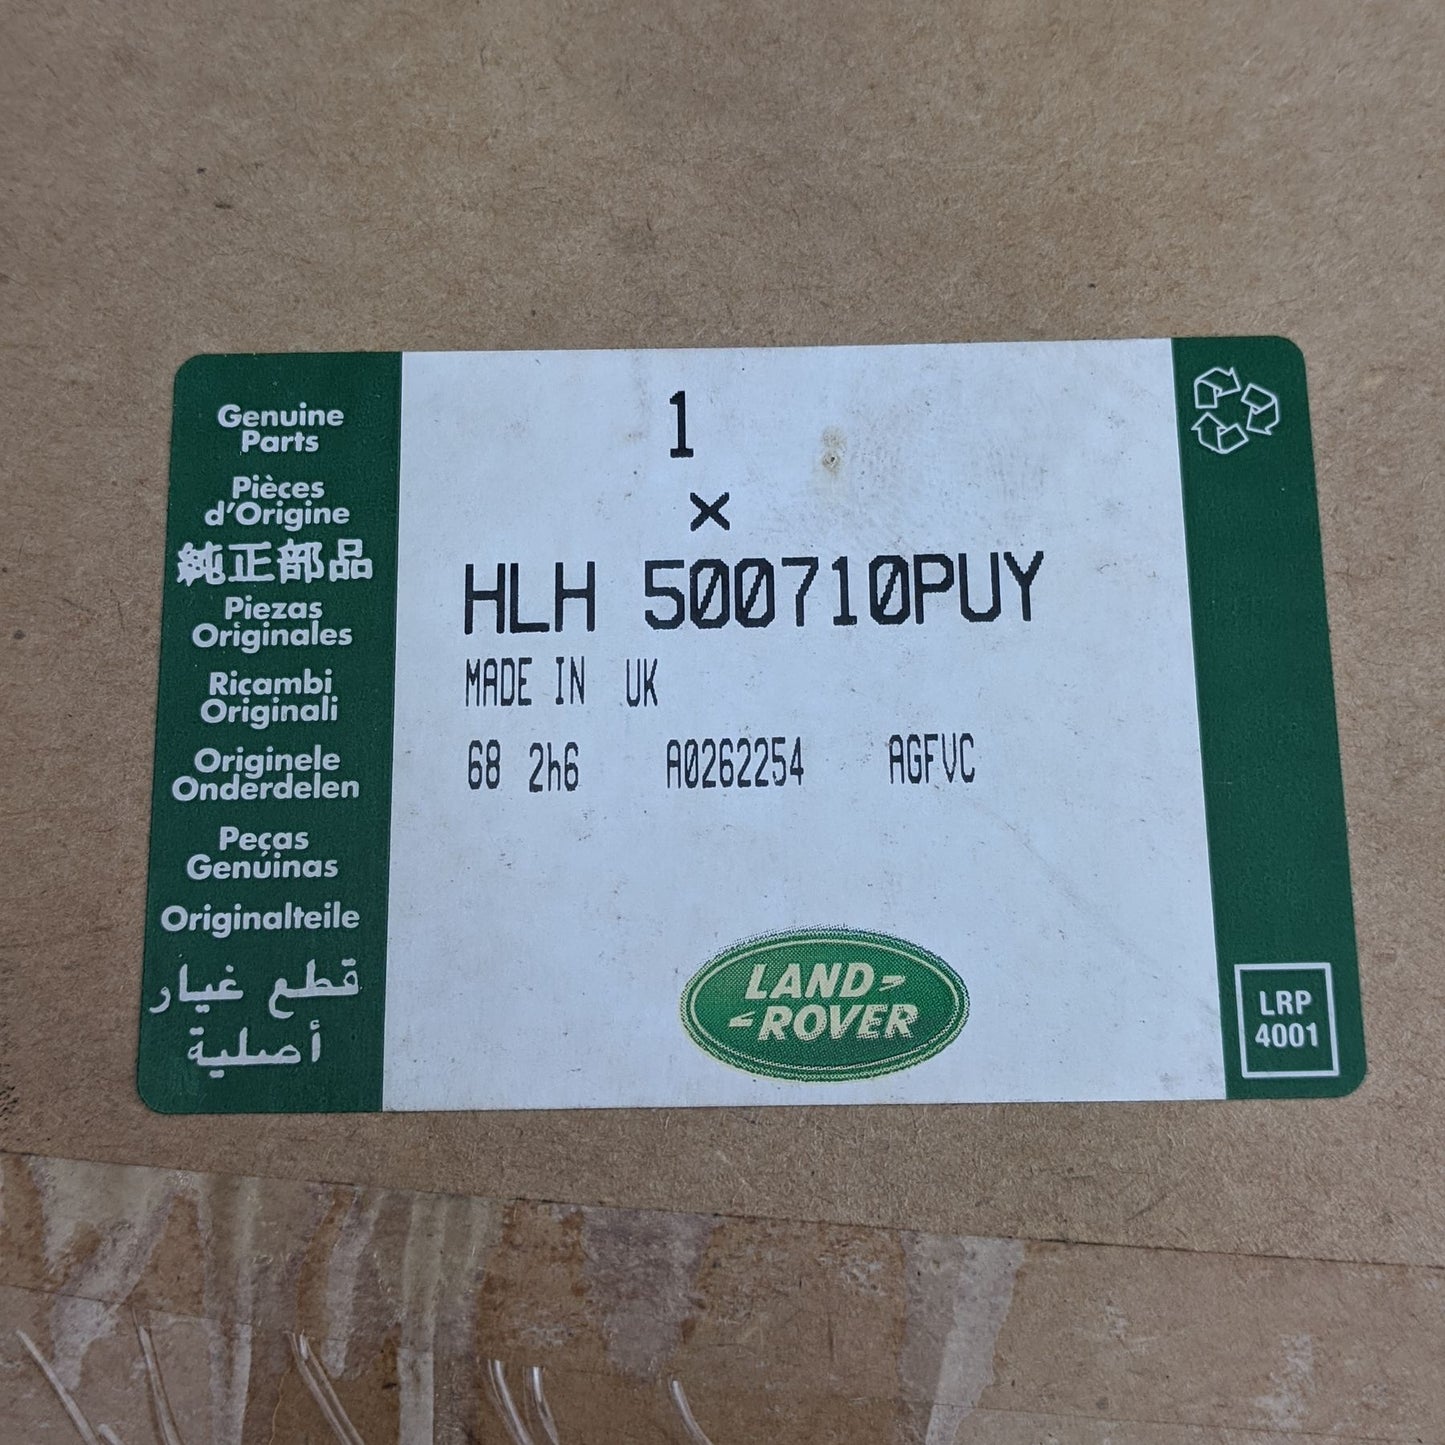 Genuine
Parts
Pièces
d'Origine
純正部品
Piezas
Originales
Ricambi
Originali
Originele
Onderdelen
Peças
Genuinas
Originalteile
قطع غيار
أصلية
1
x
HLH 500710PUY
MADE IN UK
68 2h6 A0262254 AGFVC
LAND-
-ROVER
LRP
4001